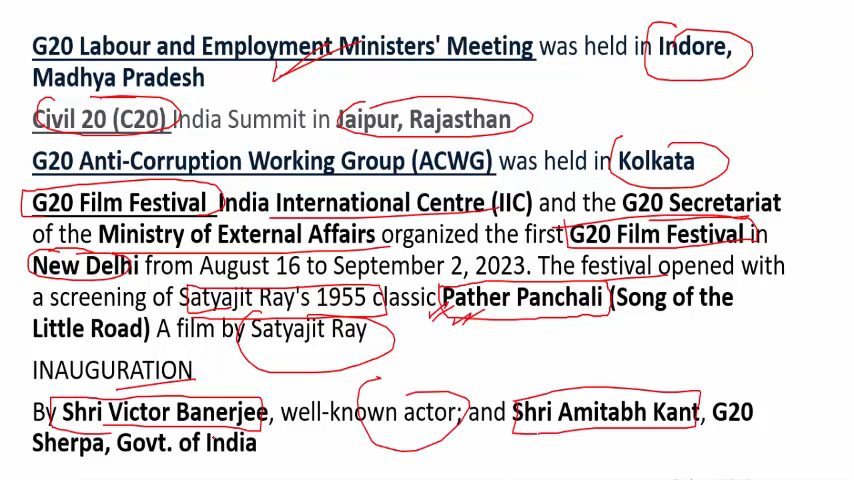 G20 Labour and Employment Ministers' Meeting was held in Indore,
Madhya Pradesh
Civil 20 (C20) India Summit in Jaipur, Rajasthan
G20 Anti-Corruption Working Group (ACWG) was held in Kolkata
G20 Film Festival India International Centre (IIC) and the G20 Secretariat
of the Ministry of External Affairs organized the first G20 Film Festival in
New Delhi from August 16 to September 2, 2023. The festival opened with
a screening of Satyajit Ray's 1955 classic Pather Panchali (Song of the
Little Road) A film by Satyajit Ray
INAUGURATION
By Shri Victor Banerjee, well-known actor; and Shri Amitabh Kant, G20
Sherpa, Govt. of India